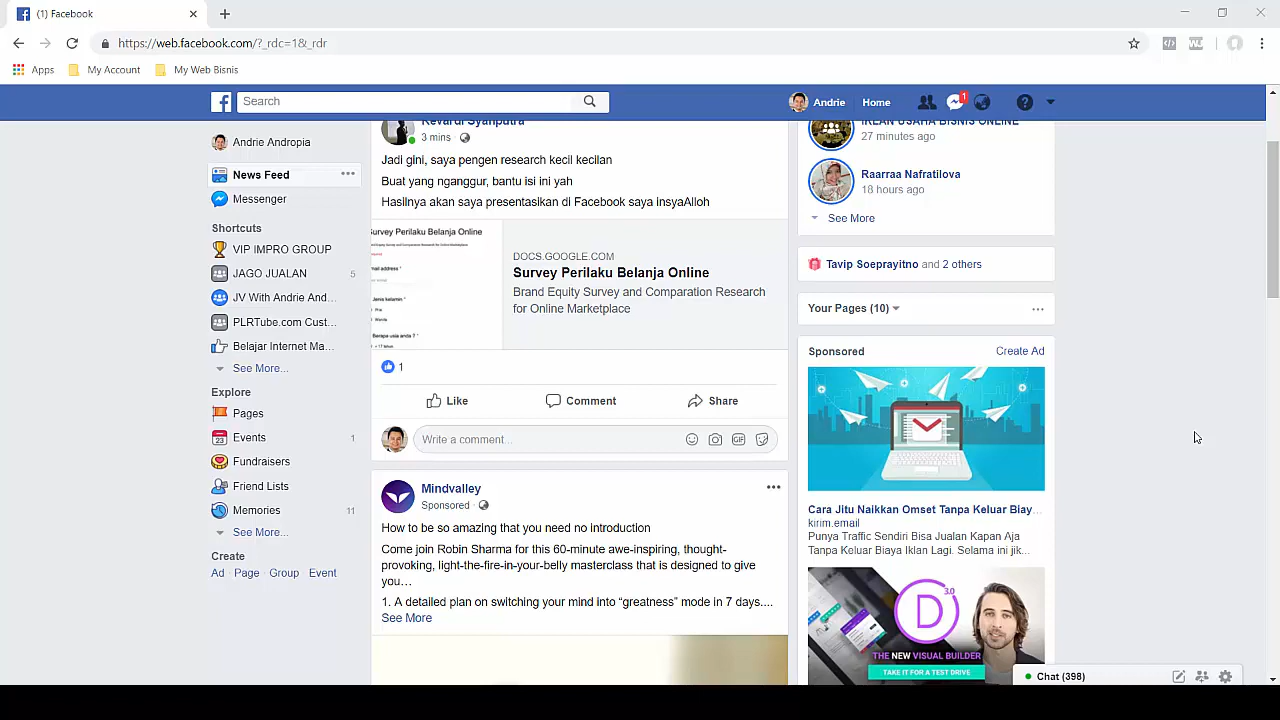 (1) Facebook
https://web.facebook.com/?_rdc=1&_rdr
Apps
My Account
My Web Bisnis
Search
Andrie
Home
1
Andrie Andropia
News Feed
Messenger
Shortcuts
VIP IMPRO GROUP
JAGO JUALAN 5
JV With Andrie And...
PLRTube.com Cust...
Belajar Internet Ma...
See More...
Explore
Pages
Events 1
Fundraisers
Friend Lists
Memories 11
See More...
Create
Ad Page Group Event
Kevardi Syahputra
3 mins
Jadi gini, saya pengen research kecil kecilan
Buat yang nganggur, bantu isi ini yah
Hasilnya akan saya presentasikan di Facebook saya insyaAlloh
Survey Perilaku Belanja Online
DOCS.GOOGLE.COM
Survey Perilaku Belanja Online
Brand Equity Survey and Comparation Research
for Online Marketplace
1
Like
Comment
Share
Write a comment...
GIF
Mindvalley
Sponsored
How to be so amazing that you need no introduction
Come join Robin Sharma for this 60-minute awe-inspiring, thought-
provoking, light-the-fire-in-your-belly masterclass that is designed to give
you…
1. A detailed plan on switching your mind into “greatness” mode in 7 days....
See More
IKLAN USAHA BISNIS ONLINE
27 minutes ago
Raarraa Nafratilova
18 hours ago
See More
Tavip Soeprayitno and 2 others
Your Pages (10)
Sponsored
Create Ad
Cara Jitu Naikkan Omset Tanpa Keluar Biay...
kirim.email
Punya Traffic Sendiri Bisa Jualan Kapan Aja
Tanpa Keluar Biaya Iklan Lagi. Selama ini jik...
D 3.0
THE NEW VISUAL BUILDER
TAKE IT FOR A TEST DRIVE
Chat (398)